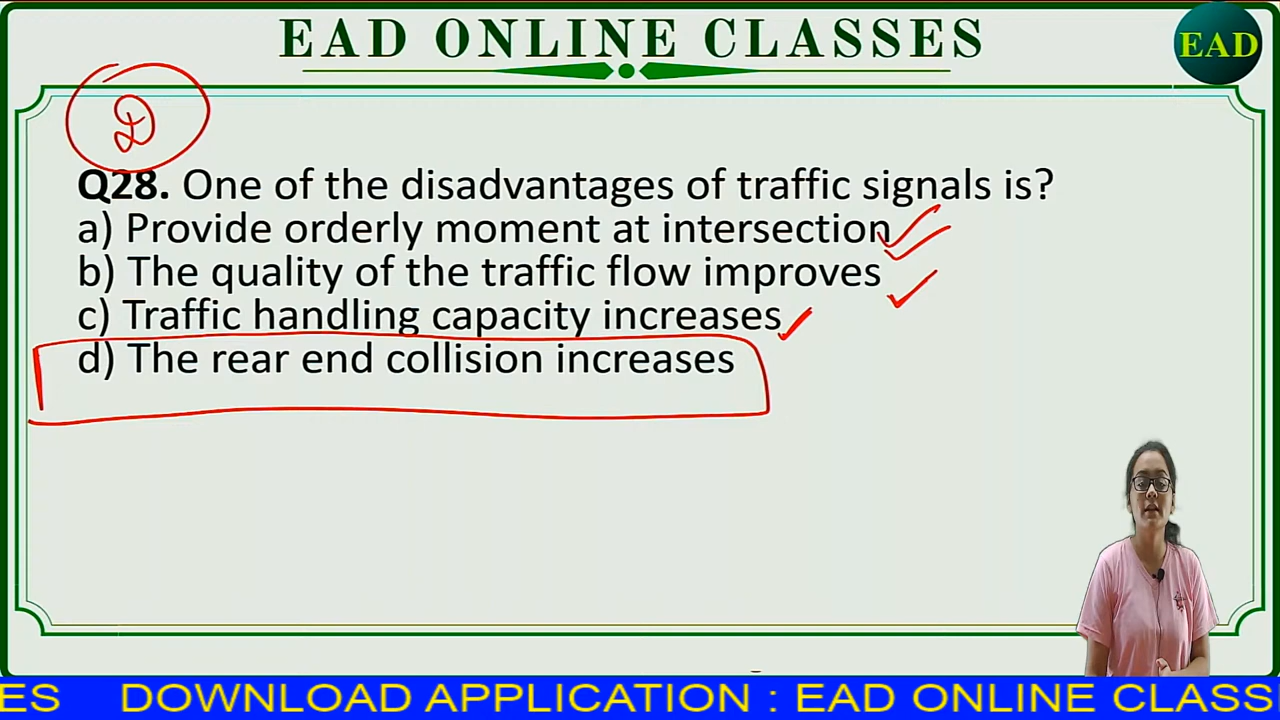 EAD ONLINE CLASSES
EAD
D
Q28. One of the disadvantages of traffic signals is?
a) Provide orderly moment at intersection
b) The quality of the traffic flow improves
c) Traffic handling capacity increases
d) The rear end collision increases
ES DOWNLOAD APPLICATION : EAD ONLINE CLASS